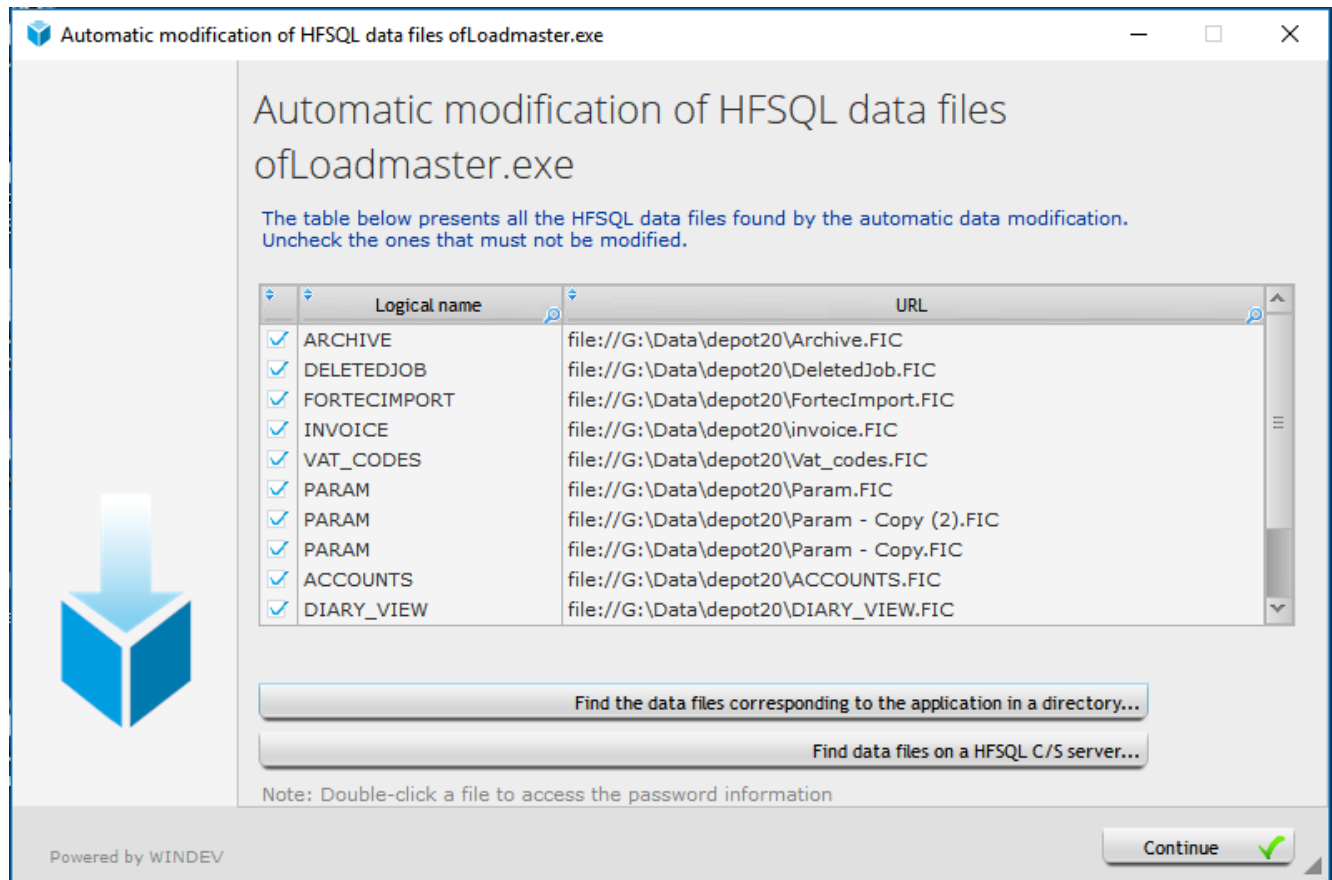 Automatic modification of HFSQL data files ofLoadmaster.exe
Automatic modification of HFSQL data files
ofLoadmaster.exe
The table below presents all the HFSQL data files found by the automatic data modification.
Uncheck the ones that must not be modified.
Logical name URL
ARCHIVE file://G:\Data\depot20\Archive.FIC
DELETEDJOB file://G:\Data\depot20\DeletedJob.FIC
FORTECIMPORT file://G:\Data\depot20\FortecImport.FIC
INVOICE file://G:\Data\depot20\invoice.FIC
VAT_CODES file://G:\Data\depot20\Vat_codes.FIC
PARAM file://G:\Data\depot20\Param.FIC
PARAM file://G:\Data\depot20\Param - Copy (2).FIC
PARAM file://G:\Data\depot20\Param - Copy.FIC
ACCOUNTS file://G:\Data\depot20\ACCOUNTS.FIC
DIARY_VIEW file://G:\Data\depot20\DIARY_VIEW.FIC
Find the data files corresponding to the application in a directory...
Find data files on a HFSQL C/S server...
Note: Double-click a file to access the password information
Powered by WINDEV
Continue